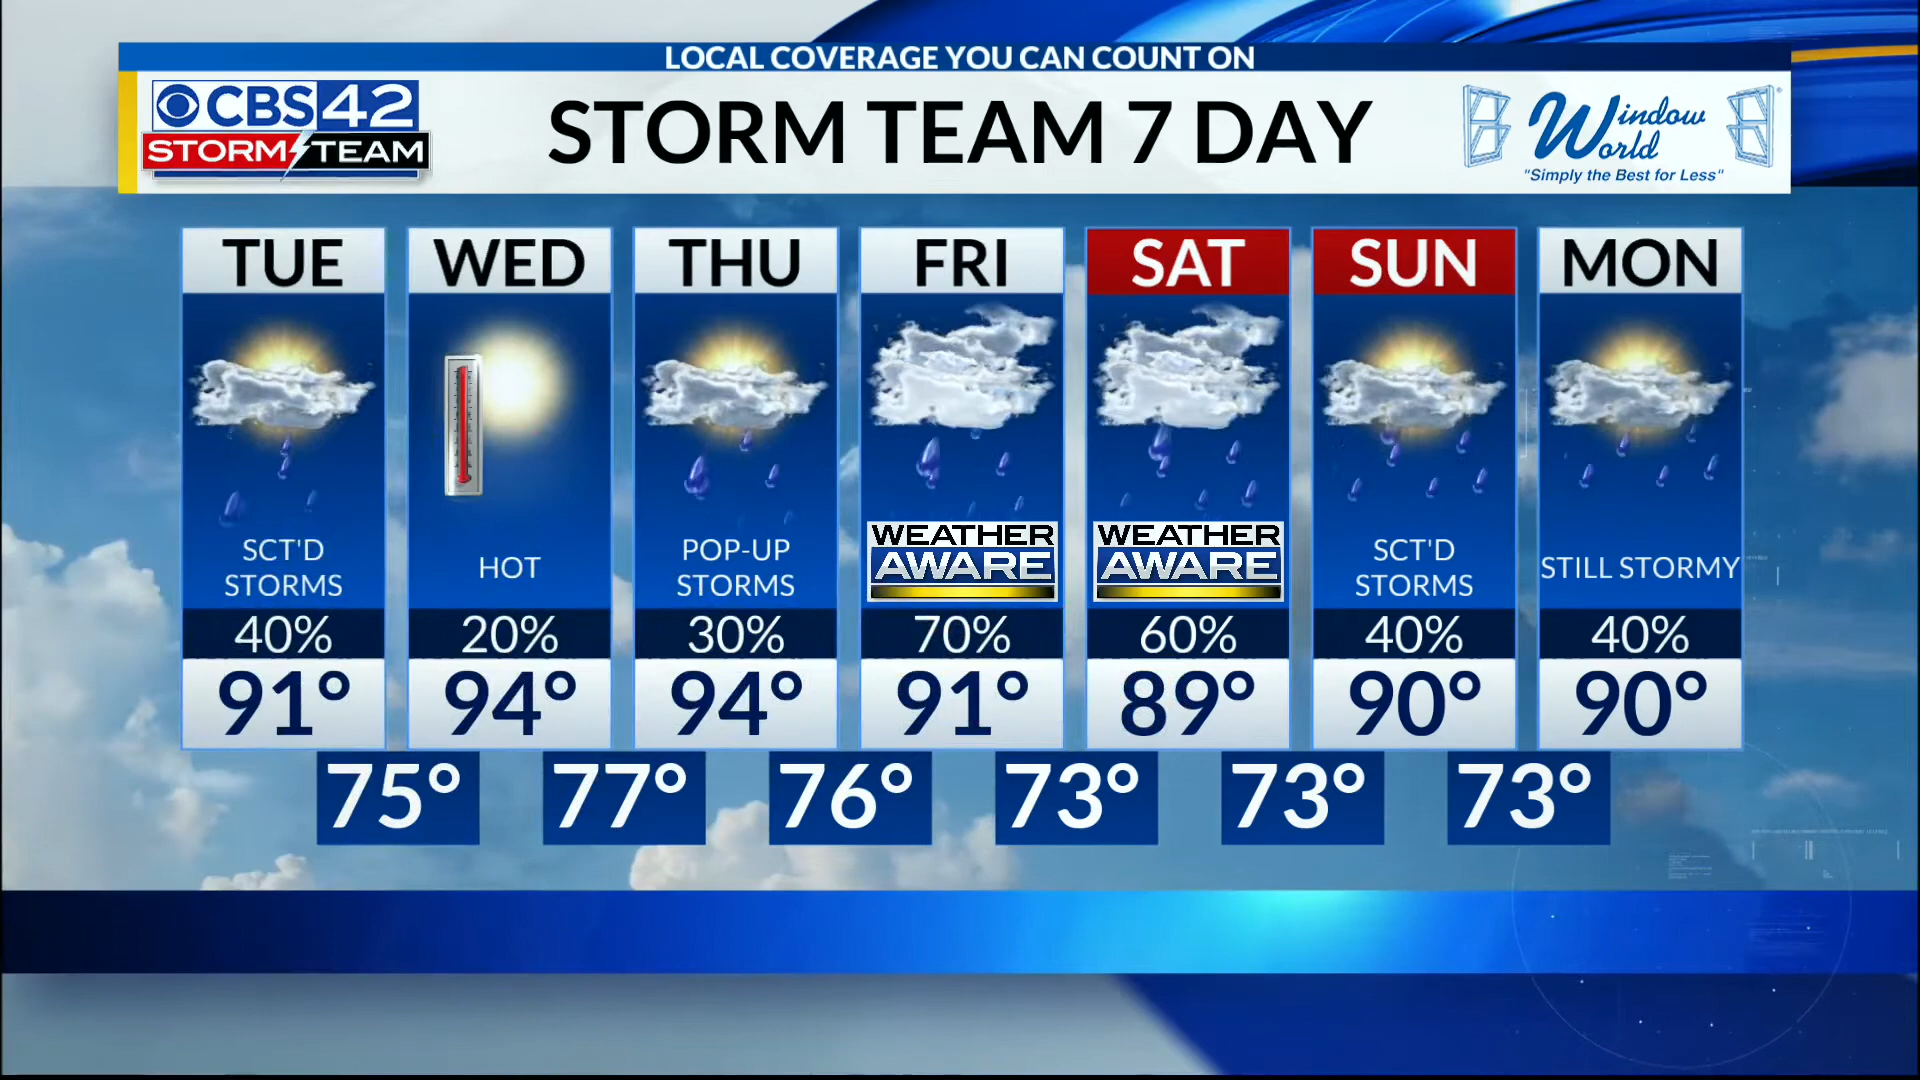 LOCAL COVERAGE YOU CAN COUNT ON
CBS 42
STORM TEAM
STORM TEAM 7 DAY
Window
World
"Simply the Best for Less"
TUE WED THU FRI SAT SUN MON
SCT'D
STORMS
HOT
POP-UP
STORMS
WEATHER
AWARE
WEATHER
AWARE
SCT'D
STORMS
STILL STORMY
40% 20% 30% 70% 60% 40% 40%
91° 94° 94° 91° 89° 90° 90°
75° 77° 76° 73° 73° 73°